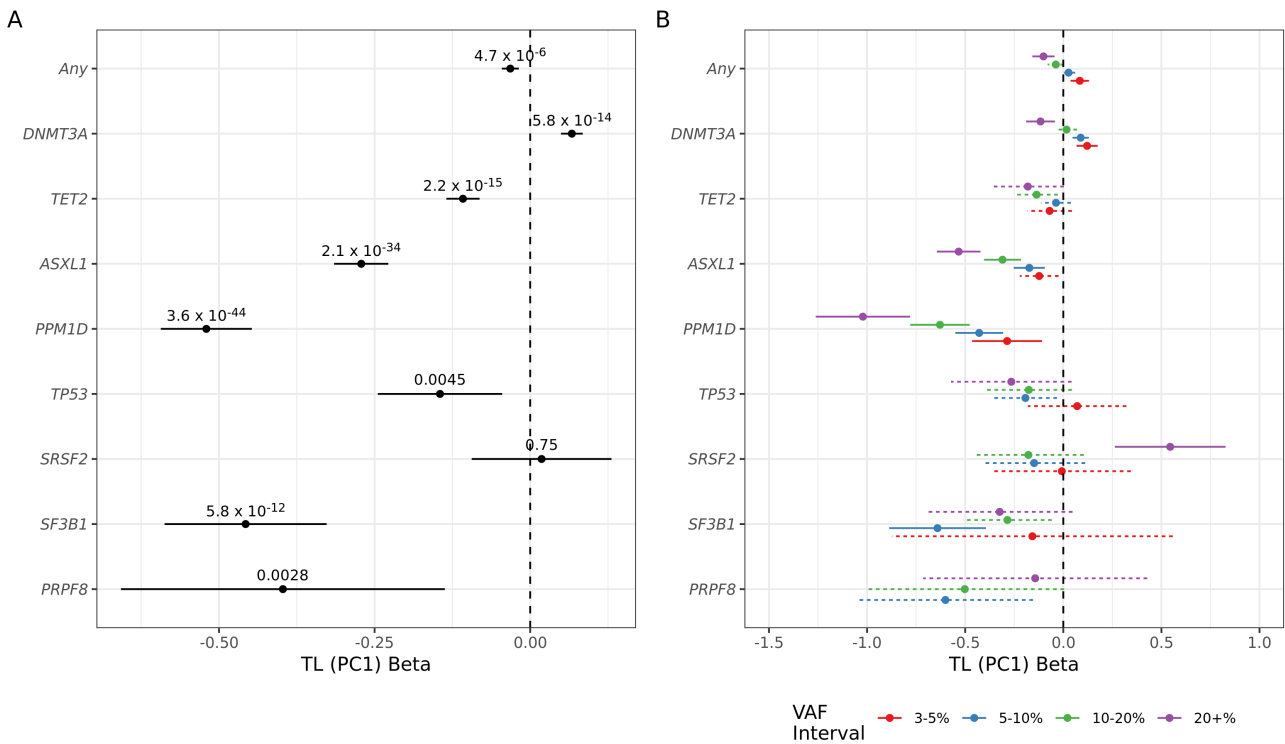 A
Any
DNMT3A
TET2
ASXL1
PPM1D
TP53
SRSF2
SF3B1
PRPF8
4.7 x 10⁻⁶
5.8 x 10⁻¹⁴
2.2 x 10⁻¹⁵
2.1 x 10⁻³⁴
3.6 x 10⁻⁴⁴
0.0045
0.75
5.8 x 10⁻¹²
0.0028
-0.50 -0.25 0.00
TL (PC1) Beta
B
Any
DNMT3A
TET2
ASXL1
PPM1D
TP53
SRSF2
SF3B1
PRPF8
-1.5 -1.0 -0.5 0.0 0.5 1.0
TL (PC1) Beta
VAF
Interval
3-5% 5-10% 10-20% 20+%